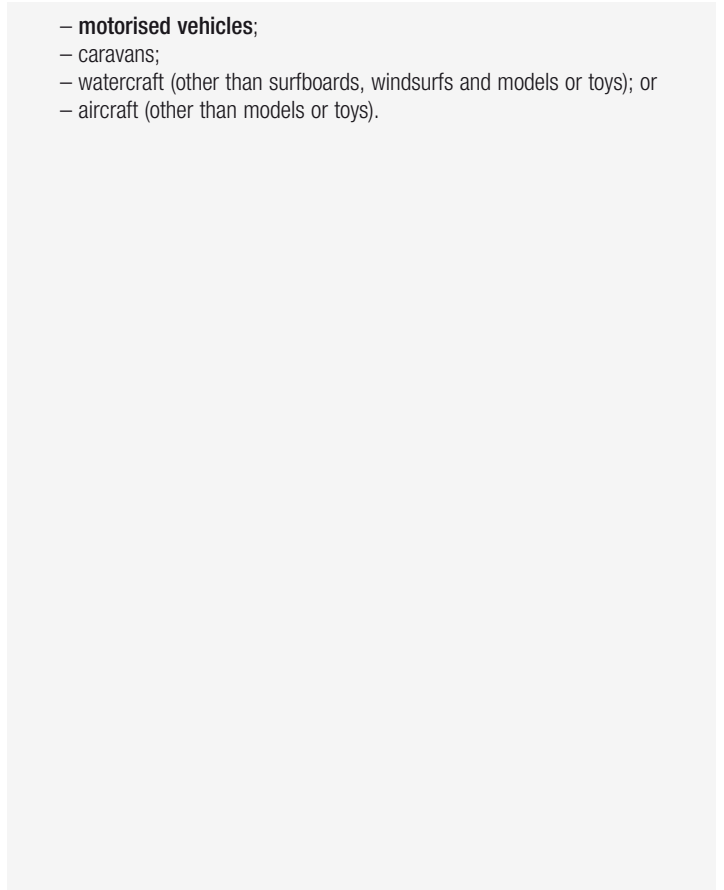 – motorised vehicles;
– caravans;
– watercraft (other than surfboards, windsurfs and models or toys); or
– aircraft (other than models or toys).